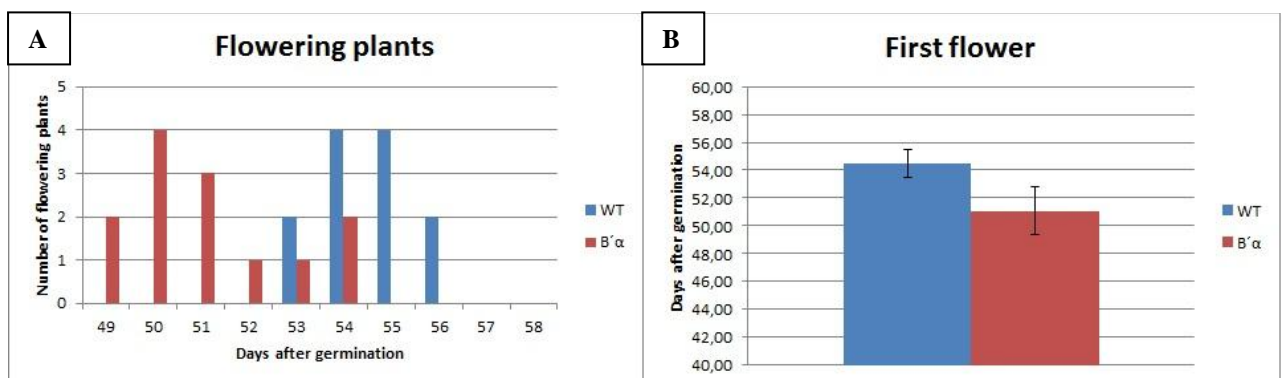 A
Flowering plants
Number of flowering plants
5
4
3
2
1
0
49 50 51 52 53 54 55 56 57 58
Days after germination
WT
B´α
B
First flower
Days after germination
60,00
58,00
56,00
54,00
52,00
50,00
48,00
46,00
44,00
42,00
40,00
WT
B´α